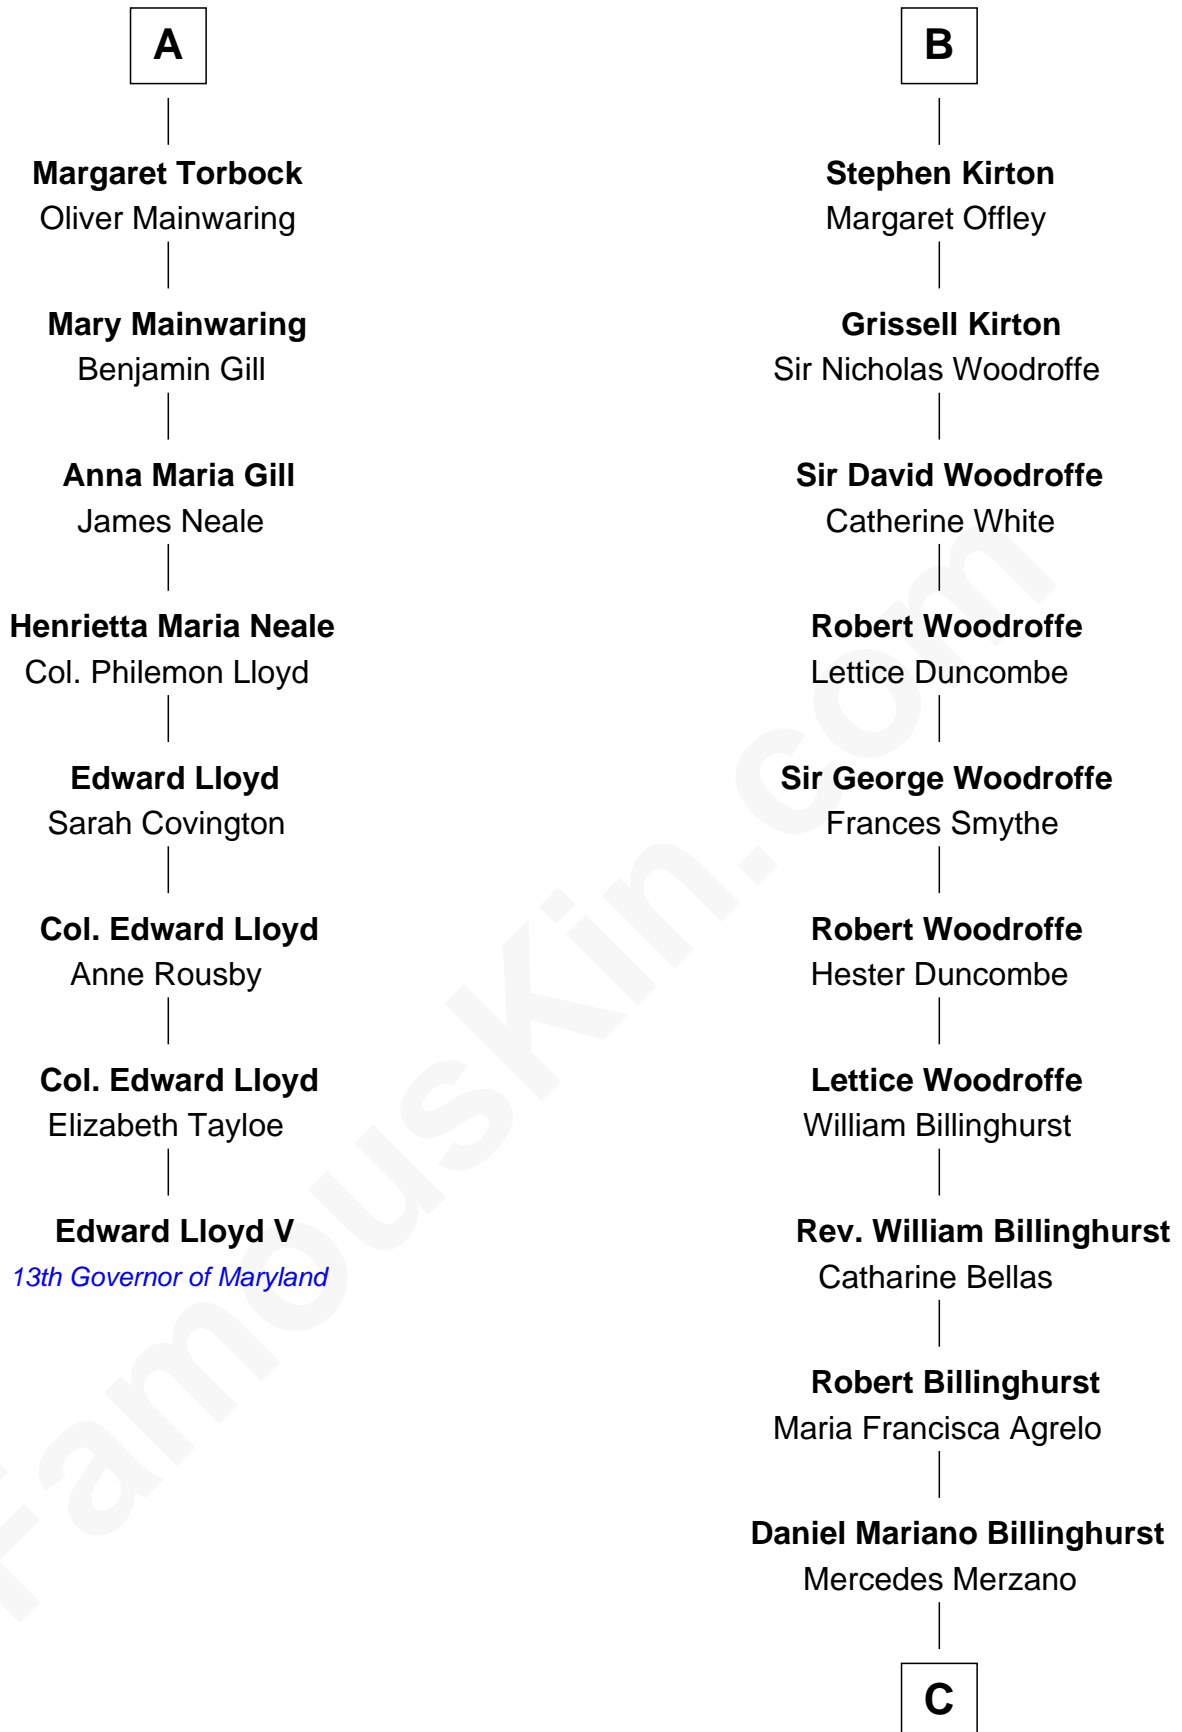 A
Margaret Torbock
Oliver Mainwaring
Mary Mainwaring
Benjamin Gill
Anna Maria Gill
James Neale
Henrietta Maria Neale
Col. Philemon Lloyd
Edward Lloyd
Sarah Covington
Col. Edward Lloyd
Anne Rousby
Col. Edward Lloyd
Elizabeth Tayloe
Edward Lloyd V
13th Governor of Maryland
B
Stephen Kirton
Margaret Offley
Grissell Kirton
Sir Nicholas Woodroffe
Sir David Woodroffe
Catherine White
Robert Woodroffe
Lettice Duncombe
Sir George Woodroffe
Frances Smythe
Robert Woodroffe
Hester Duncombe
Lettice Woodroffe
William Billinghurst
Rev. William Billinghurst
Catharine Bellas
Robert Billinghurst
Maria Francisca Agrelo
Daniel Mariano Billinghurst
Mercedes Merzano
C
FamousKin.com